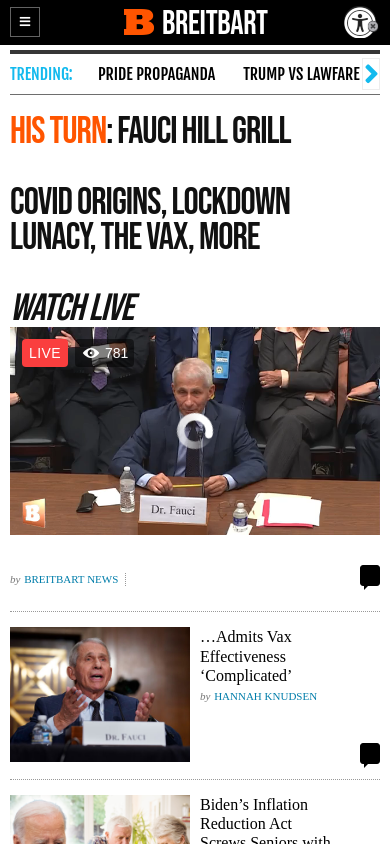 BREITBART
TRENDING:
PRIDE PROPAGANDA
TRUMP VS LAWFARE
HIS TURN: FAUCI HILL GRILL
COVID ORIGINS, LOCKDOWN
LUNACY, THE VAX, MORE
WATCH LIVE
LIVE
781
Dr. Fauci
B
by BREITBART NEWS
DR. FAUCI
…Admits Vax
Effectiveness
‘Complicated’
by HANNAH KNUDSEN
Biden’s Inflation
Reduction Act
Screws Seniors with